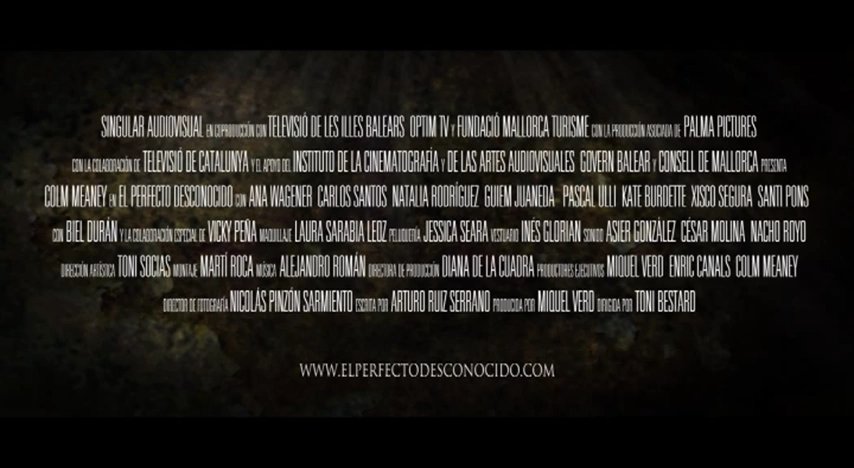 SINGULAR AUDIOVISUAL EN COPRODUCCIÓN CON TELEVISIÓ DE LES ILLES BALEARS OPTIM TV Y FUNDACIÓ MALLORCA TURISME CON LA PRODUCCIÓN ASOCIADA DE PALMA PICTURES
CON LA COLABORACIÓN DE TELEVISIÓ DE CATALUNYA Y EL APOYO DEL INSTITUTO DE LA CINEMATOGRAFÍA Y DE LAS ARTES AUDIOVISUALES GOVERN BALEAR Y CONSELL DE MALLORCA PRESENTA
COLM MEANEY EN EL PERFECTO DESCONOCIDO CON ANA WAGENER CARLOS SANTOS NATALIA RODRÍGUEZ GUIEM JUANEDA PASCAL ULLI KATE BURDETTE XISCO SEGURA SANTI PONS
CON BIEL DURÁN Y LA COLABORACIÓN ESPECIAL DE VICKY PEÑA MAQUILLAJE LAURA SARABIA LEOZ PELUQUERÍA JESSICA SEARA VESTUARIO INÉS GLORIAN SONIDO ASIER GONZÁLEZ CÉSAR MOLINA NACHO ROYO
DIRECCIÓN ARTÍSTICA TONI SOCIAS MONTAJE MARTÍ ROCA MÚSICA ALEJANDRO ROMÁN DIRECTORA DE PRODUCCIÓN DIANA DE LA CUADRA PRODUCTORES EJECUTIVOS MIQUEL VERD ENRIC CANALS COLM MEANEY
DIRECTOR DE FOTOGRAFÍA NICOLÁS PINZÓN SARMIENTO ESCRITA POR ARTURO RUIZ SERRANO PRODUCIDA POR MIQUEL VERD DIRIGIDA POR TONI BESTARD
WWW.ELPERFECTODESCONOCIDO.COM